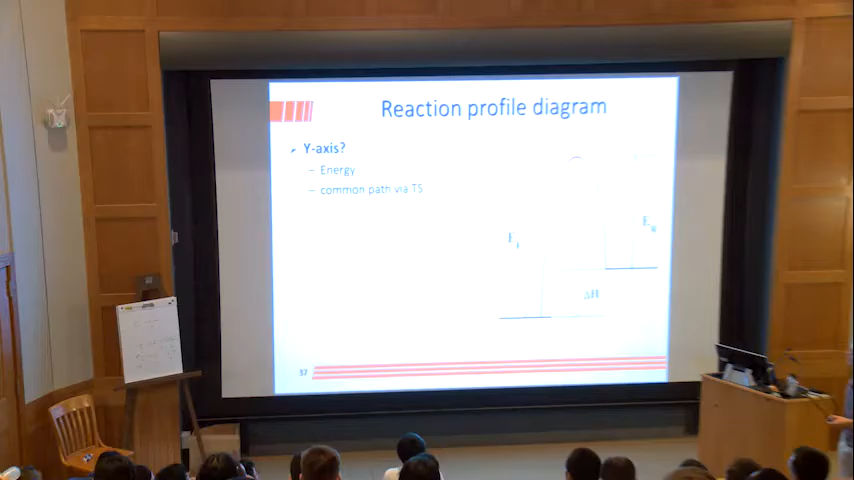 Reaction profile diagram
Y-axis?
– Energy
– common path via TS
E
E
ΔH
37